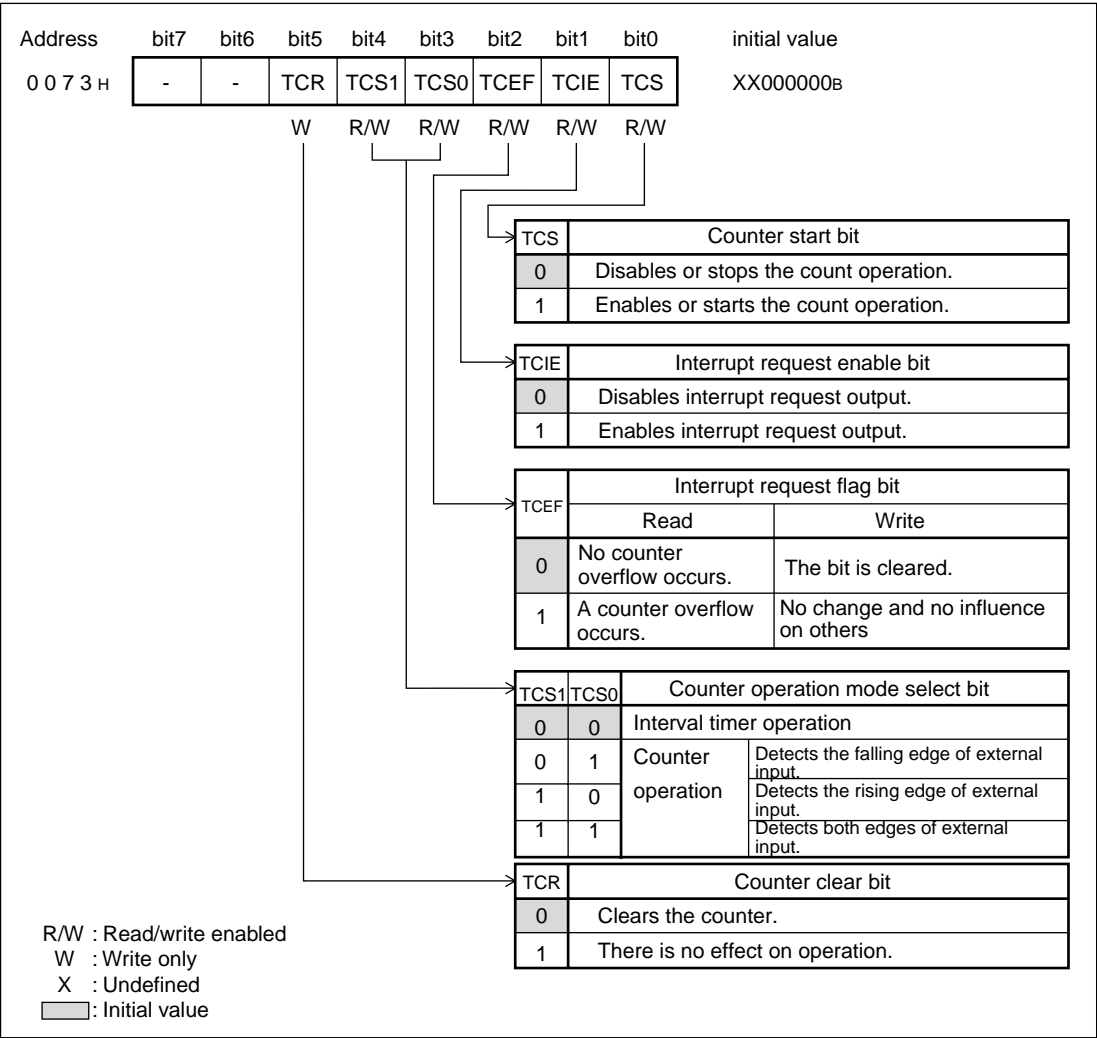 Address bit7 bit6 bit5 bit4 bit3 bit2 bit1 bit0 initial value
0 0 7 3 H - - TCR TCS1 TCS0 TCEF TCIE TCS XX000000B
W R/W R/W R/W R/W R/W
TCS Counter start bit
0 Disables or stops the count operation.
1 Enables or starts the count operation.
TCIE Interrupt request enable bit
0 Disables interrupt request output.
1 Enables interrupt request output.
TCEF Interrupt request flag bit
Read Write
0 No counter
overflow occurs. The bit is cleared.
1 A counter overflow
occurs. No change and no influence
on others
TCS1 TCS0 Counter operation mode select bit
0 0 Interval timer operation
0 1 Counter
operation
Detects the falling edge of external
input.
1 0 Detects the rising edge of external
input.
1 1 Detects both edges of external
input.
TCR Counter clear bit
0 Clears the counter.
1 There is no effect on operation.
R/W : Read/write enabled
W : Write only
X : Undefined
: Initial value